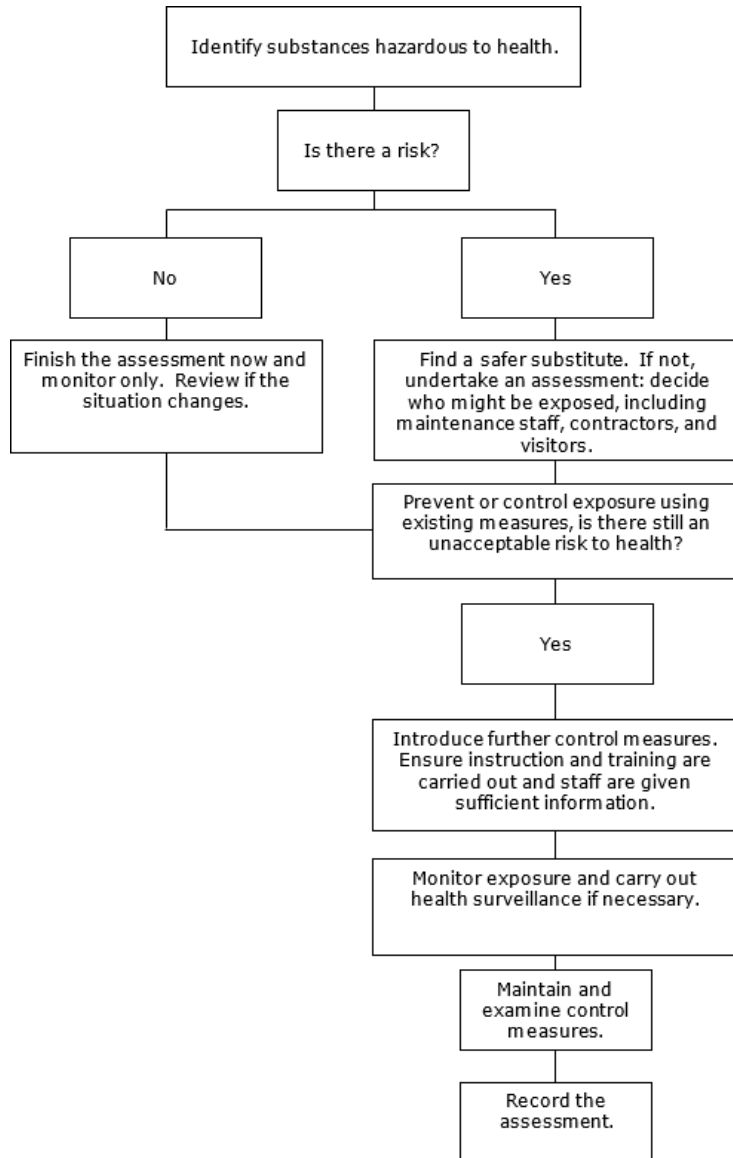 Identify substances hazardous to health.
Is there a risk?
No
Yes
Finish the assessment now and
monitor only.  Review if the
situation changes.
Find a safer substitute.  If not,
undertake an assessment: decide
who might be exposed, including
maintenance staff, contractors, and
visitors.
Prevent or control exposure using
existing measures, is there still an
unacceptable risk to health?
Yes
Introduce further control measures.
Ensure instruction and training are
carried out and staff are given
sufficient information.
Monitor exposure and carry out
health surveillance if necessary.
Maintain and
examine control
measures.
Record the
assessment.